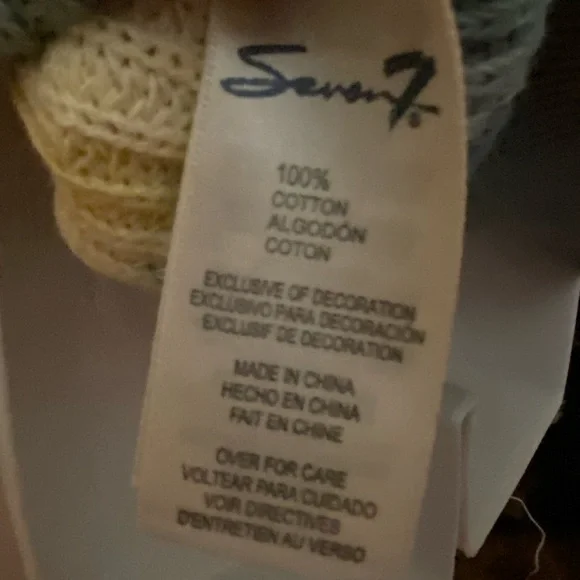 Seven7®
100%
COTTON
ALGODÓN
COTON
EXCLUSIVE OF DECORATION
EXCLUSIVO PARA DECORACIÓN
EXCLUSIF DE DECORATION
MADE IN CHINA
HECHO EN CHINA
FAIT EN CHINE
OVER FOR CARE
VOLTEAR PARA CUIDADO
VOIR DIRECTIVES
D'ENTRETIEN AU VERSO